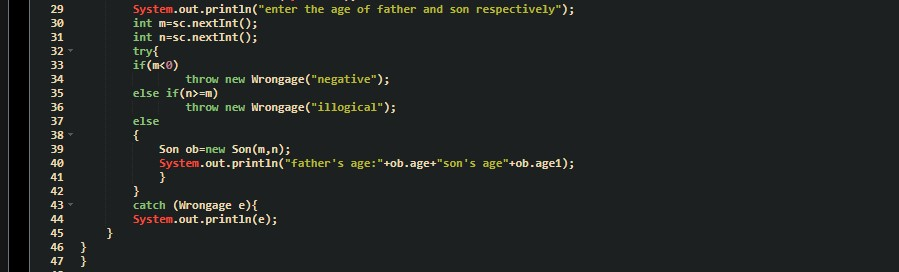 29 System.out.println("enter the age of father and son respectively");
30 int m=sc.nextInt();
31 int n=sc.nextInt();
32 try{
33 if(m<0)
34 throw new Wrongage("negative");
35 else if(n>=m)
36 throw new Wrongage("illogical");
37 else
38 {
39 Son ob=new Son(m,n);
40 System.out.println("father's age:"+ob.age+"son's age"+ob.age1);
41 }
42 }
43 catch (Wrongage e){
44 System.out.println(e);
45 }
46 }
47 }